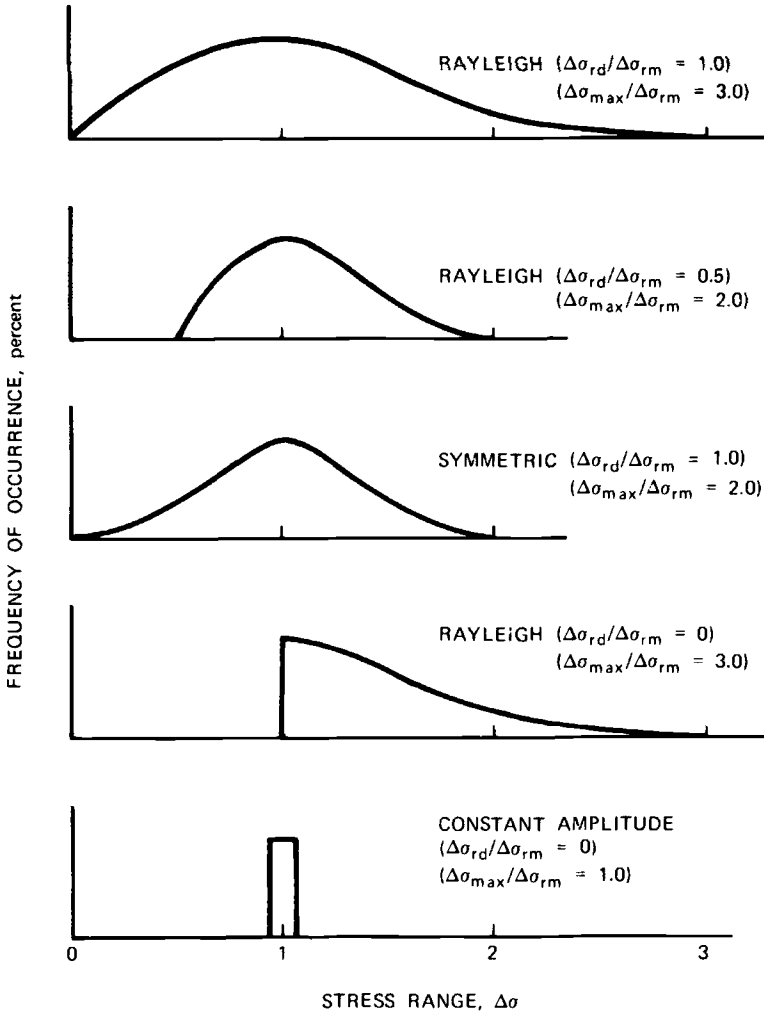 RAYLEIGH (Δσrd/Δσrm = 1.0)
(Δσmax/Δσrm = 3.0)
RAYLEIGH (Δσrd/Δσrm = 0.5)
(Δσmax/Δσrm = 2.0)
FREQUENCY OF OCCURRENCE, percent
SYMMETRIC (Δσrd/Δσrm = 1.0)
(Δσmax/Δσrm = 2.0)
RAYLEIGH (Δσrd/Δσrm = 0)
(Δσmax/Δσrm = 3.0)
CONSTANT AMPLITUDE
(Δσrd/Δσrm = 0)
(Δσmax/Δσrm = 1.0)
0 1 2 3
STRESS RANGE, Δσ